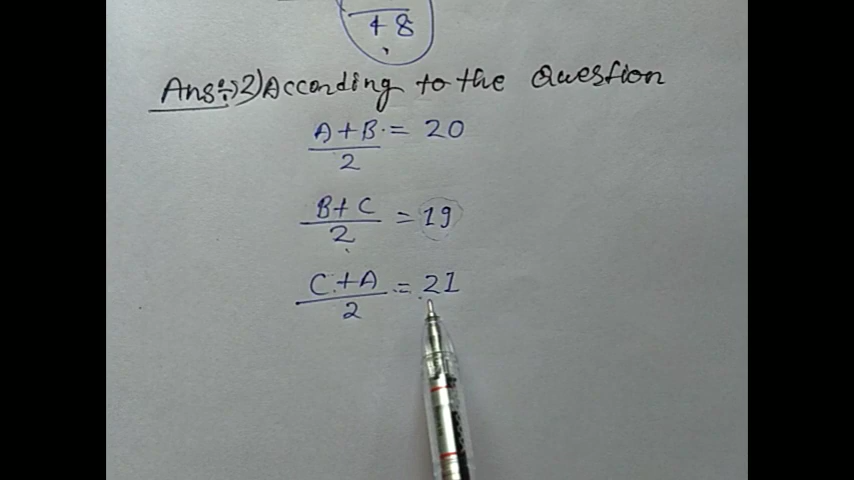 +8
Ans:→2) According to the Question
A+B/2 = 20
B+C/2 = 19
C+A/2 = 21